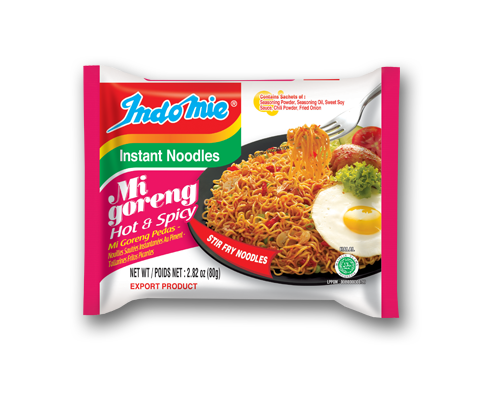 Indomie®
Contains Sachets of :
Seasoning Powder, Seasoning Oil, Sweet Soy
Sauce, Chili Powder, Fried Onion
Instant Noodles
Mi
goreng
Hot & Spicy
Mi Goreng Pedas -
Nouilles Sautées Instantanées Au Piment -
Tallarines Fritos Picantes
STIR FRY NOODLES
HALAL
NET WT / POIDS NET : 2.82 oz (80g)
EXPORT PRODUCT
LPPOM